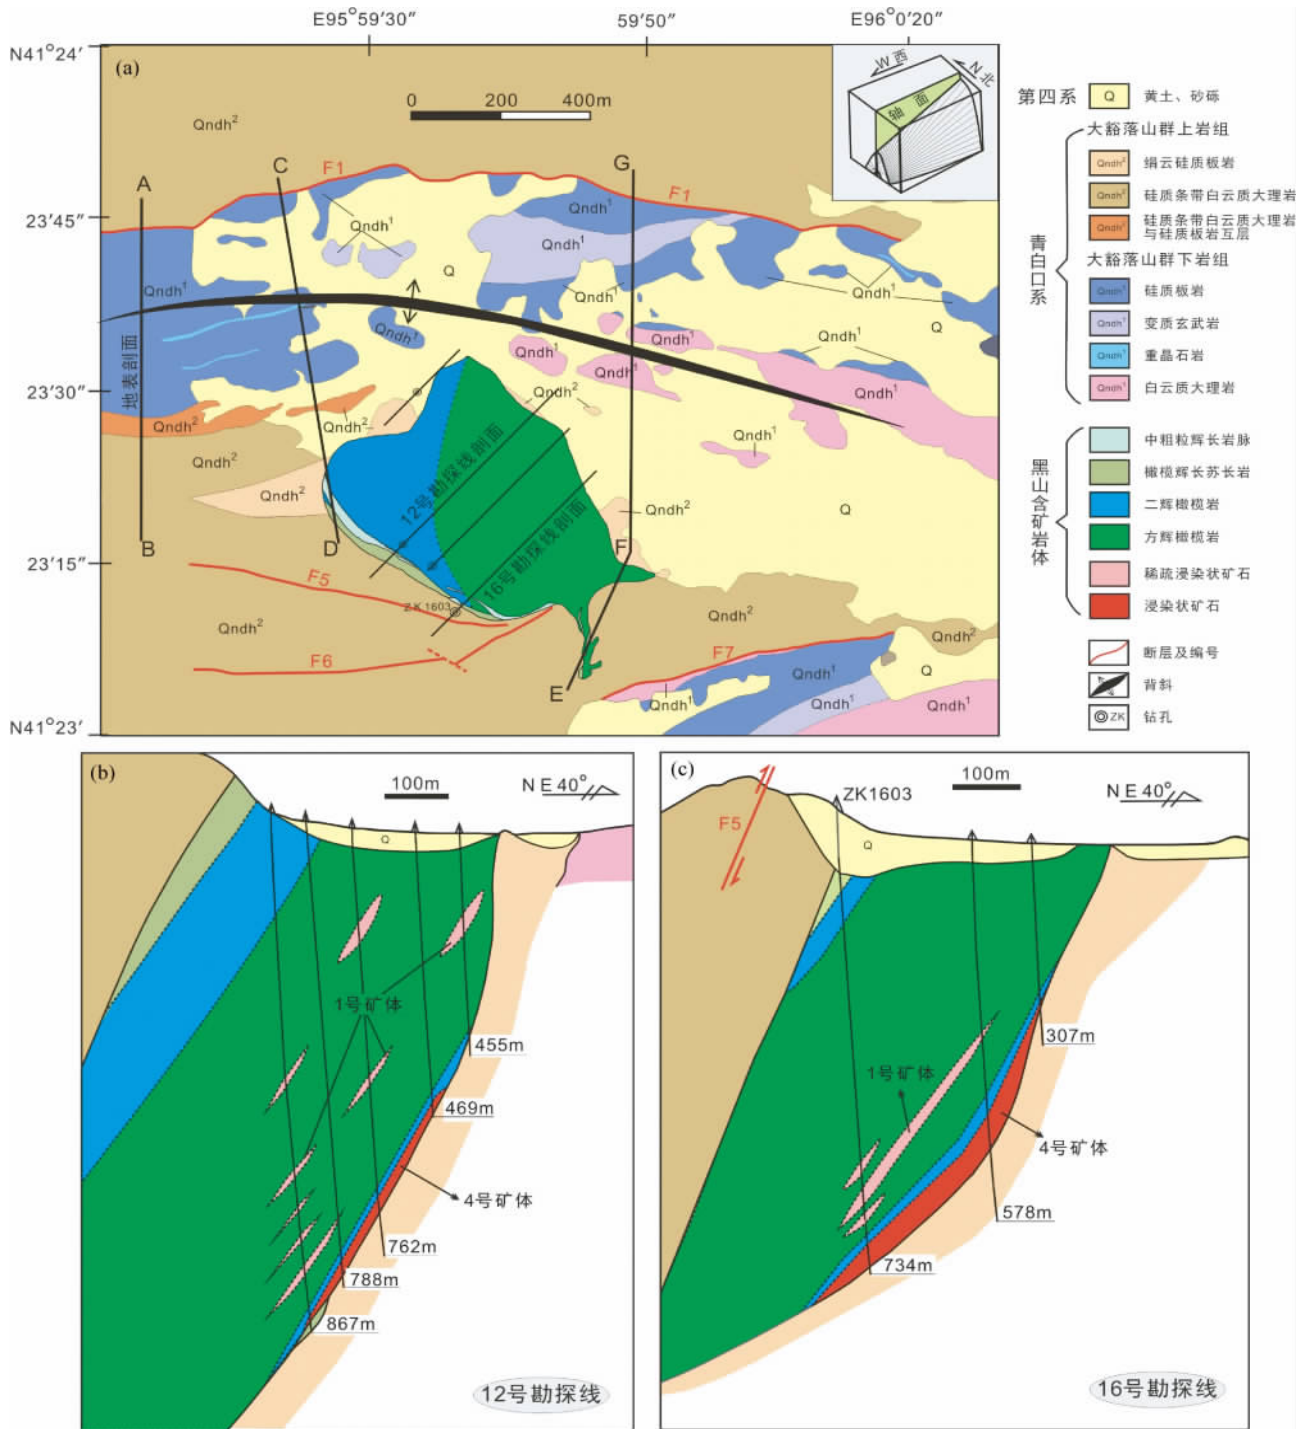 E95°59′30″ 59′50″ E96°0′20″
N41°24′
(a)
0 200 400m
W 西
N 北
轴面
Qndh²
A
C
F1
G
F1
23′45″
Qndh¹
Qndh¹
Q
Qndh¹
Qndh¹
Qndh¹
Qndh¹
Q
地表剖面
Qndh¹
Qndh¹
Qndh¹
Qndh¹
Qndh¹
23′30″
Qndh²
Qndh²
Qndh²
Qndh¹
Qndh²
Qndh²
12号勘探线剖面
16号勘探线剖面
Qndh²
Q
B
D
F
23′15″
F5
ZK1603
Qndh²
Qndh²
Qndh²
F6
F7
Q
E
Qndh¹
Qndh¹
Qndh¹
N41°23′
第四系
Q 黄土、砂砾
青白口系
大豁落山群上岩组
Qndh² 绢云硅质板岩
Qndh² 硅质条带白云质大理岩
Qndh² 硅质条带白云质大理岩
与硅质板岩互层
大豁落山群下岩组
Qndh¹ 硅质板岩
Qndh¹ 变质玄武岩
Qndh¹ 重晶石岩
Qndh¹ 白云质大理岩
黑山含矿岩体
中粗粒辉长岩脉
橄榄辉长苏长岩
二辉橄榄岩
方辉橄榄岩
稀疏浸染状矿石
浸染状矿石
断层及编号
背斜
ZK 钻孔
(b)
100m
NE40°
Q
1号矿体
455m
469m
4号矿体
762m
788m
867m
12号勘探线
(c)
F5
ZK1603
100m
NE40°
Q
307m
1号矿体
4号矿体
578m
734m
16号勘探线